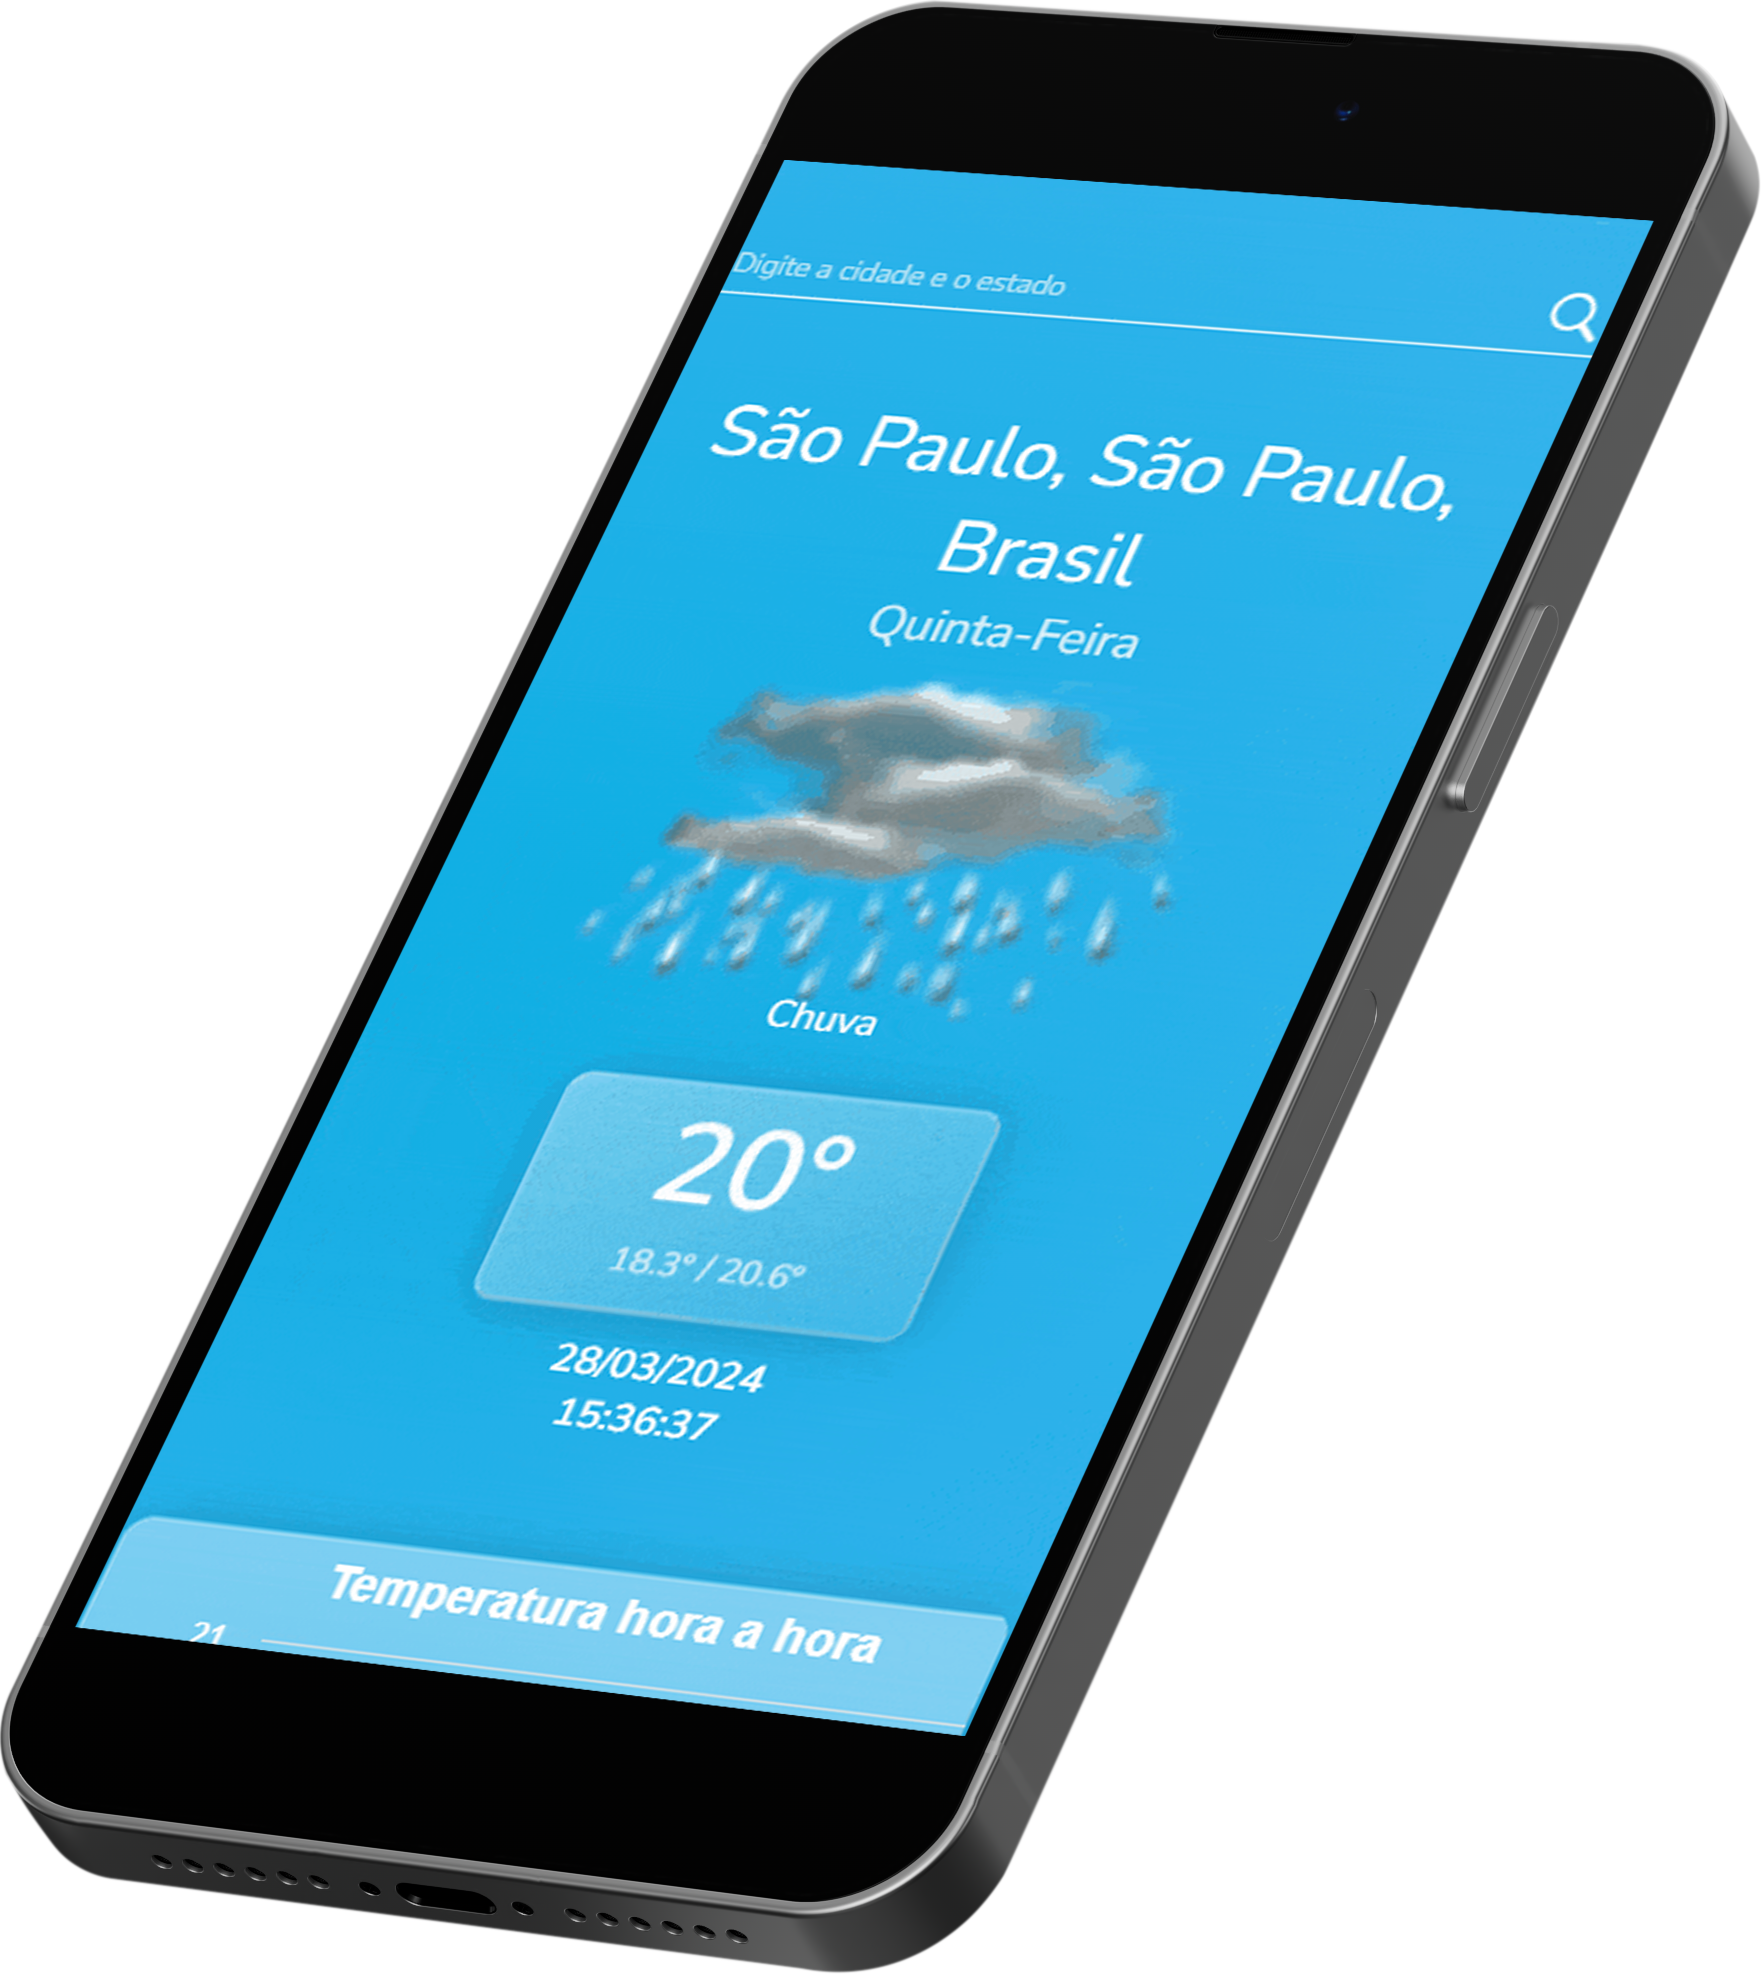 Digite a cidade e o estado
São Paulo, São Paulo,
Brasil
Quinta-Feira
Chuva
20°
18.3° / 20.6°
28/03/2024
15:36:37
Temperatura hora a hora
21